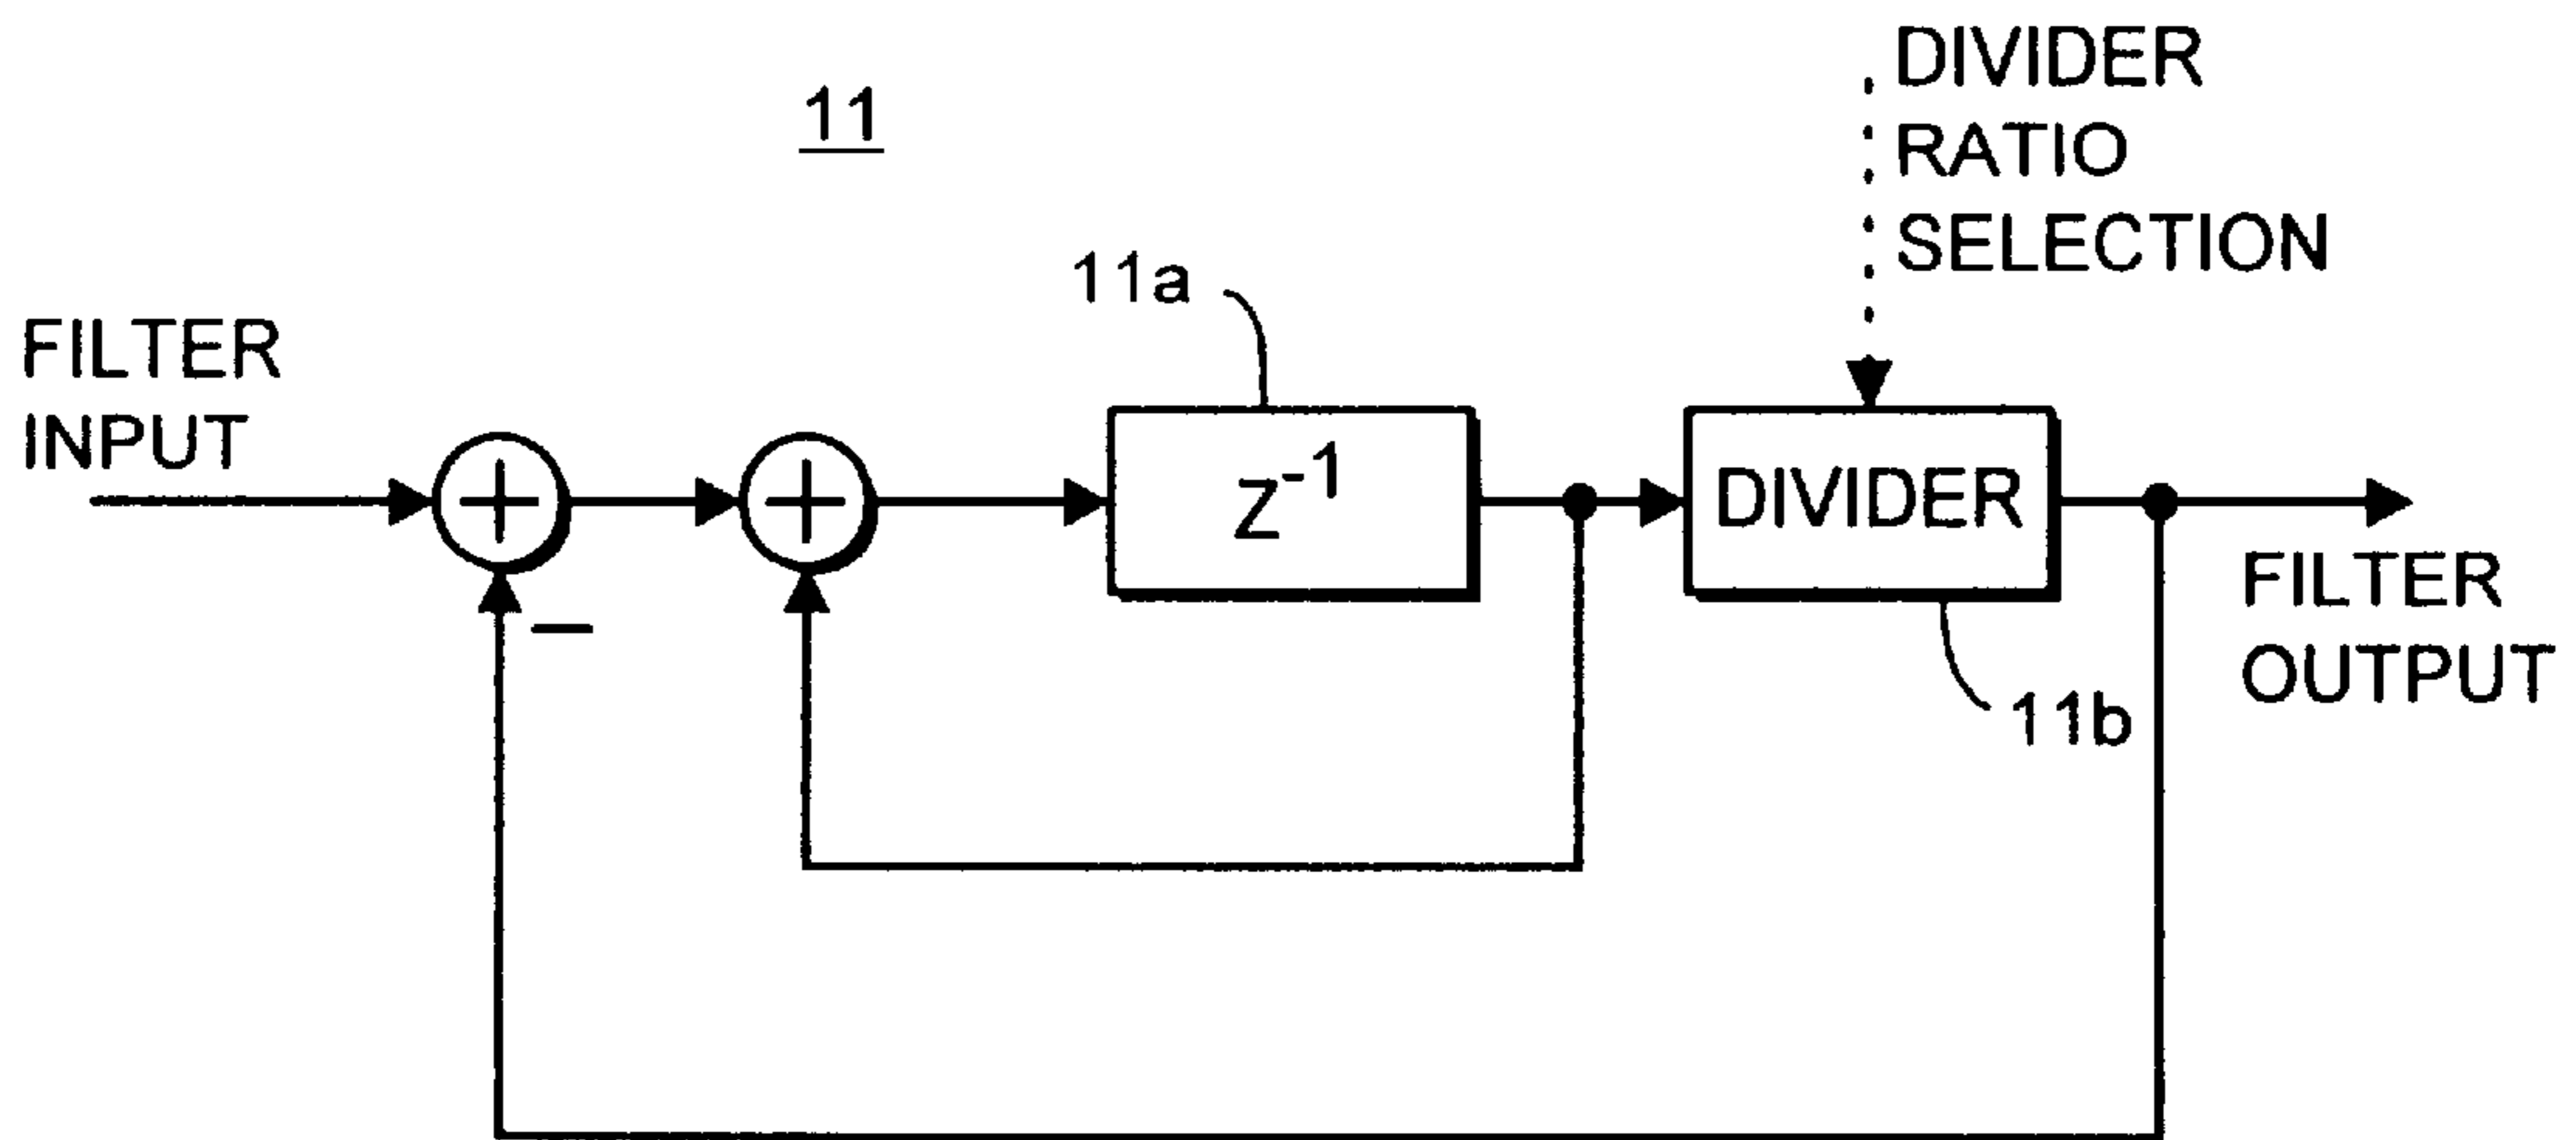 11
DIVIDER
RATIO
SELECTION
11a
FILTER
INPUT
+
+
Z⁻¹
DIVIDER
−
FILTER
OUTPUT
11b